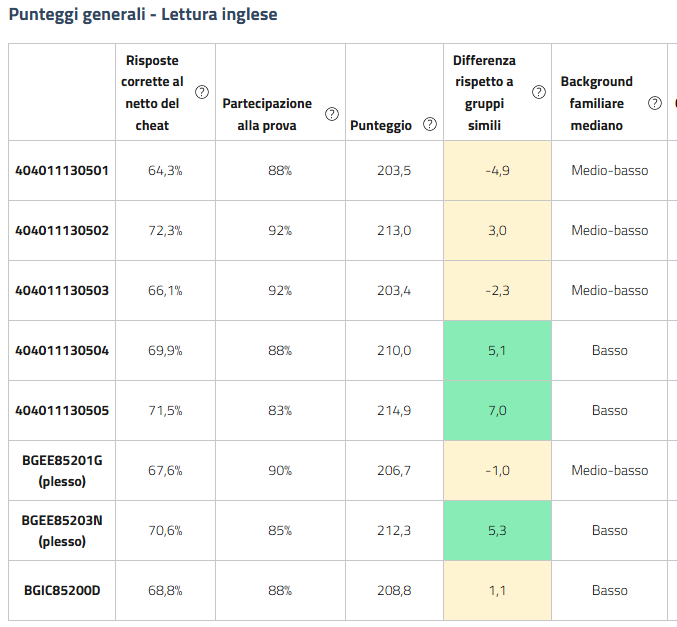 Punteggi generali - Lettura inglese
Risposte corrette al netto del cheat ? Partecipazione alla prova ? Punteggio ? Differenza rispetto a gruppi simili ? Background familiare mediano ?
404011130501 64,3% 88% 203,5 -4,9 Medio-basso
404011130502 72,3% 92% 213,0 3,0 Medio-basso
404011130503 66,1% 92% 203,4 -2,3 Medio-basso
404011130504 69,9% 88% 210,0 5,1 Basso
404011130505 71,5% 83% 214,9 7,0 Basso
BGEE85201G (plesso) 67,6% 90% 206,7 -1,0 Medio-basso
BGEE85203N (plesso) 70,6% 85% 212,3 5,3 Basso
BGIC85200D 68,8% 88% 208,8 1,1 Basso